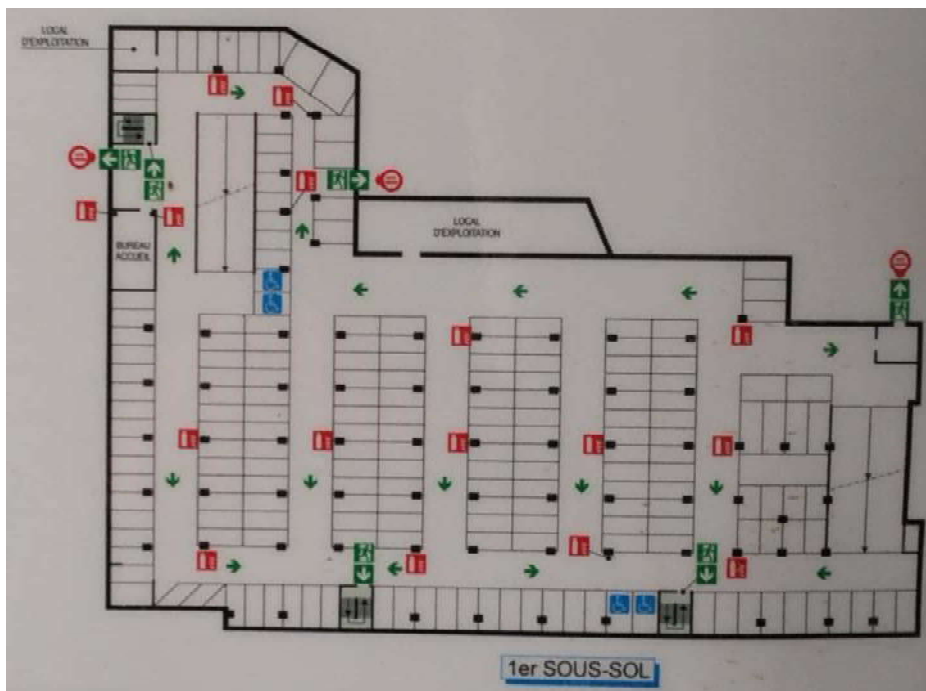 LOCAL
D'EXPLOITATION
LOCAL
D'EXPLOITATION
BUREAU
ACCUEIL
1er SOUS-SOL